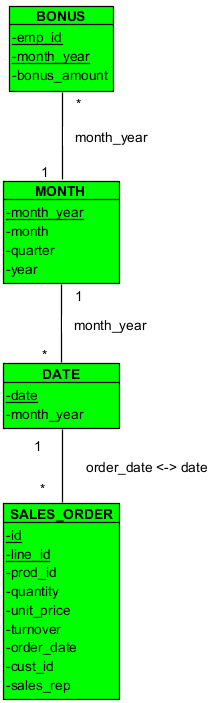 BONUS
-emp_id
-month_year
-bonus_amount
*
month_year
1
MONTH
-month_year
-month
-quarter
-year
1
month_year
*
DATE
-date
-month_year
1
order_date <-> date
*
SALES_ORDER
-id
-line_id
-prod_id
-quantity
-unit_price
-turnover
-order_date
-cust_id
-sales_rep